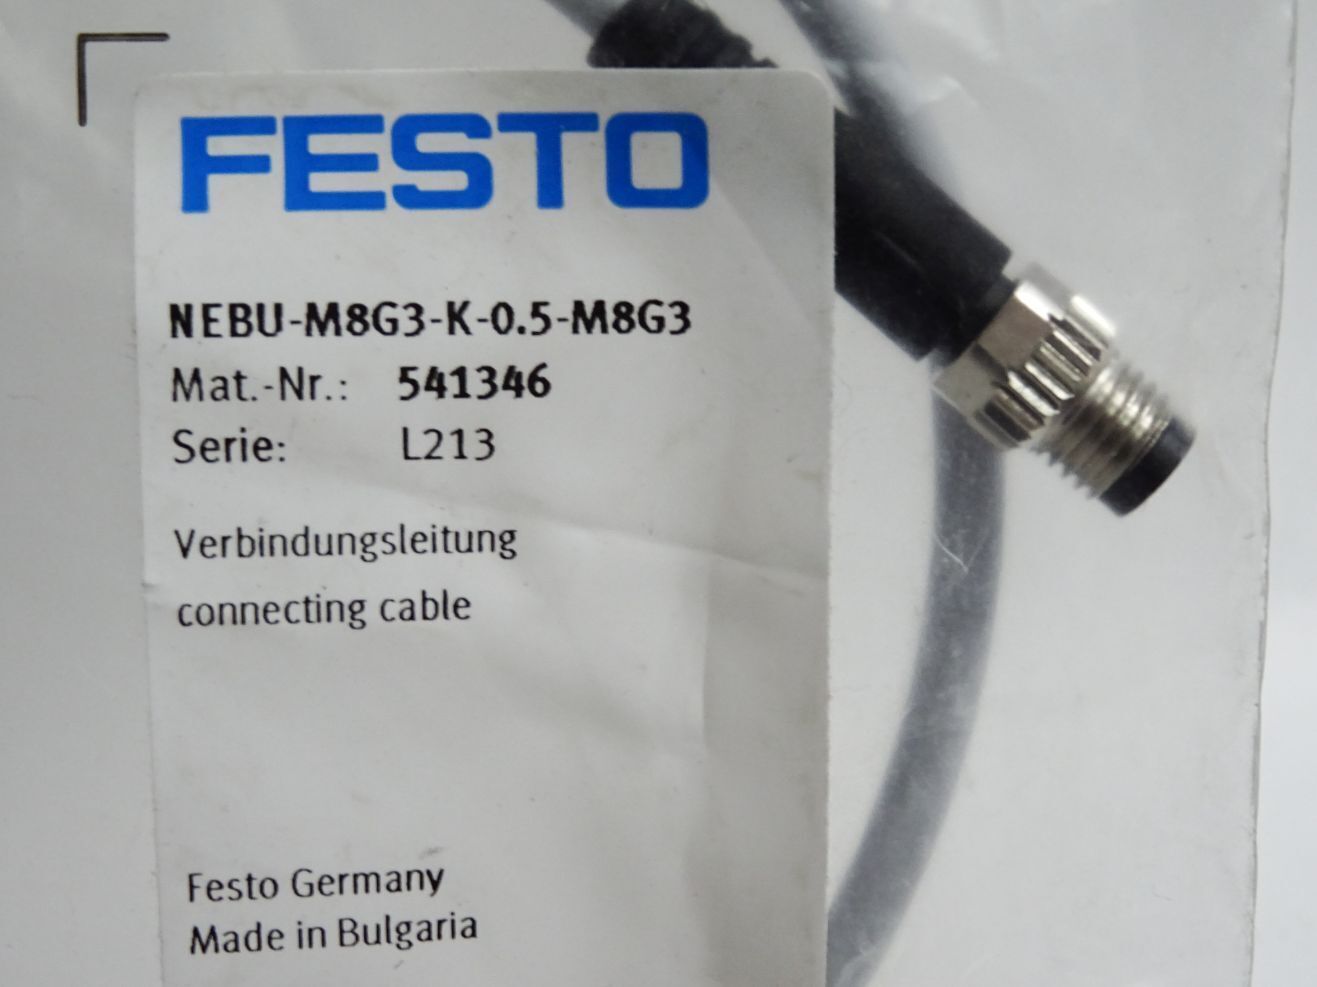 FESTO
NEBU-M8G3-K-0.5-M8G3
Mat.-Nr.: 541346
Serie: L213
Verbindungsleitung
connecting cable
Festo Germany
Made in Bulgaria